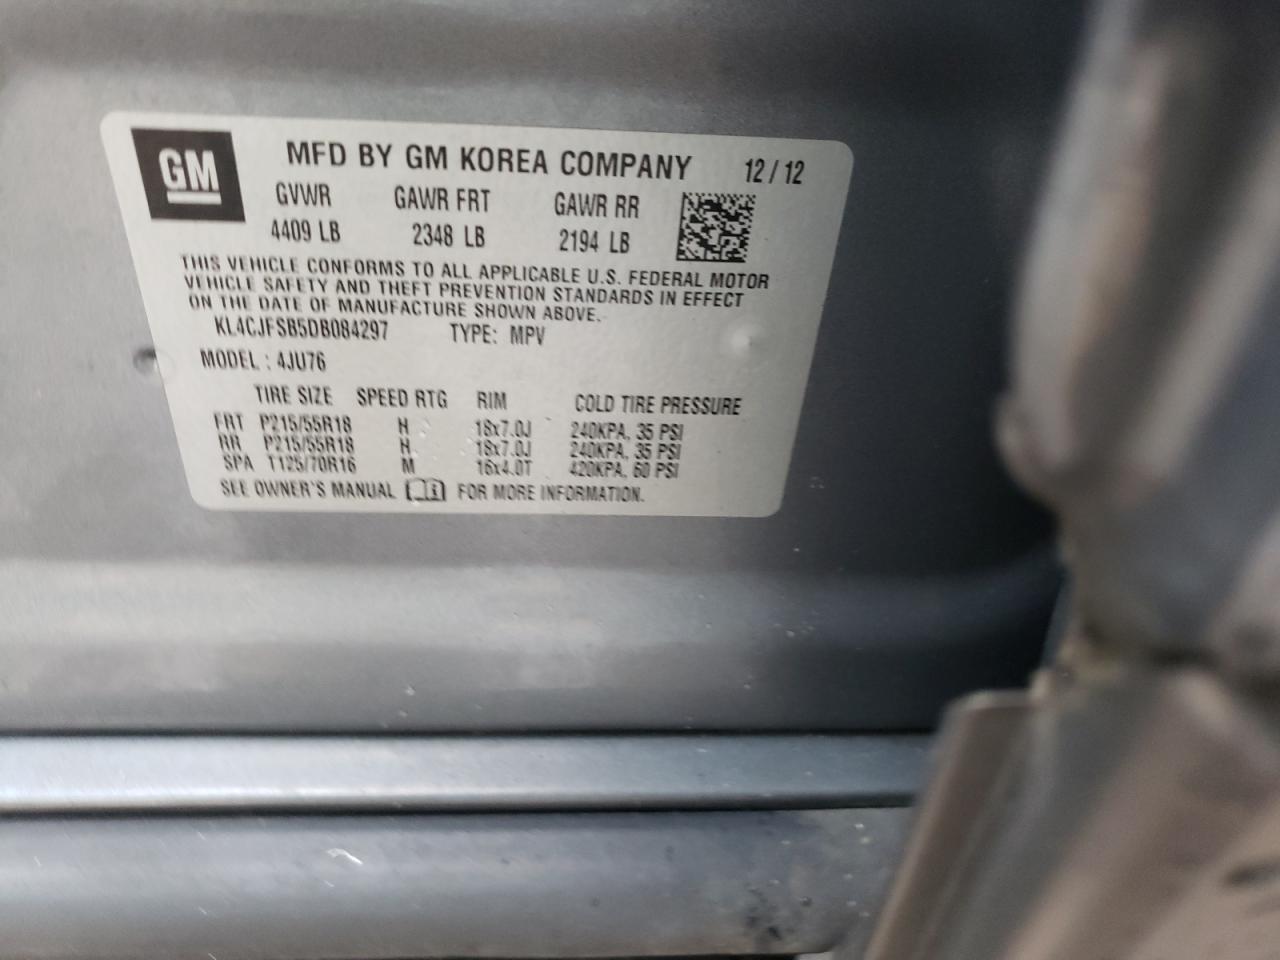 GM
MFD BY GM KOREA COMPANY 12 / 12
GVWR GAWR FRT GAWR RR
4409 LB 2348 LB 2194 LB
THIS VEHICLE CONFORMS TO ALL APPLICABLE U.S. FEDERAL MOTOR
VEHICLE SAFETY AND THEFT PREVENTION STANDARDS IN EFFECT
ON THE DATE OF MANUFACTURE SHOWN ABOVE.
KL4CJFSB5DB084297 TYPE: MPV
MODEL : 4JU76
TIRE SIZE SPEED RTG RIM COLD TIRE PRESSURE
FRT P215/55R18 H 18x7.0J 240KPA, 35 PSI
RR P215/55R18 H 18x7.0J 240KPA, 35 PSI
SPA T125/70R16 M 16x4.0T 420KPA, 60 PSI
SEE OWNER'S MANUAL FOR MORE INFORMATION.